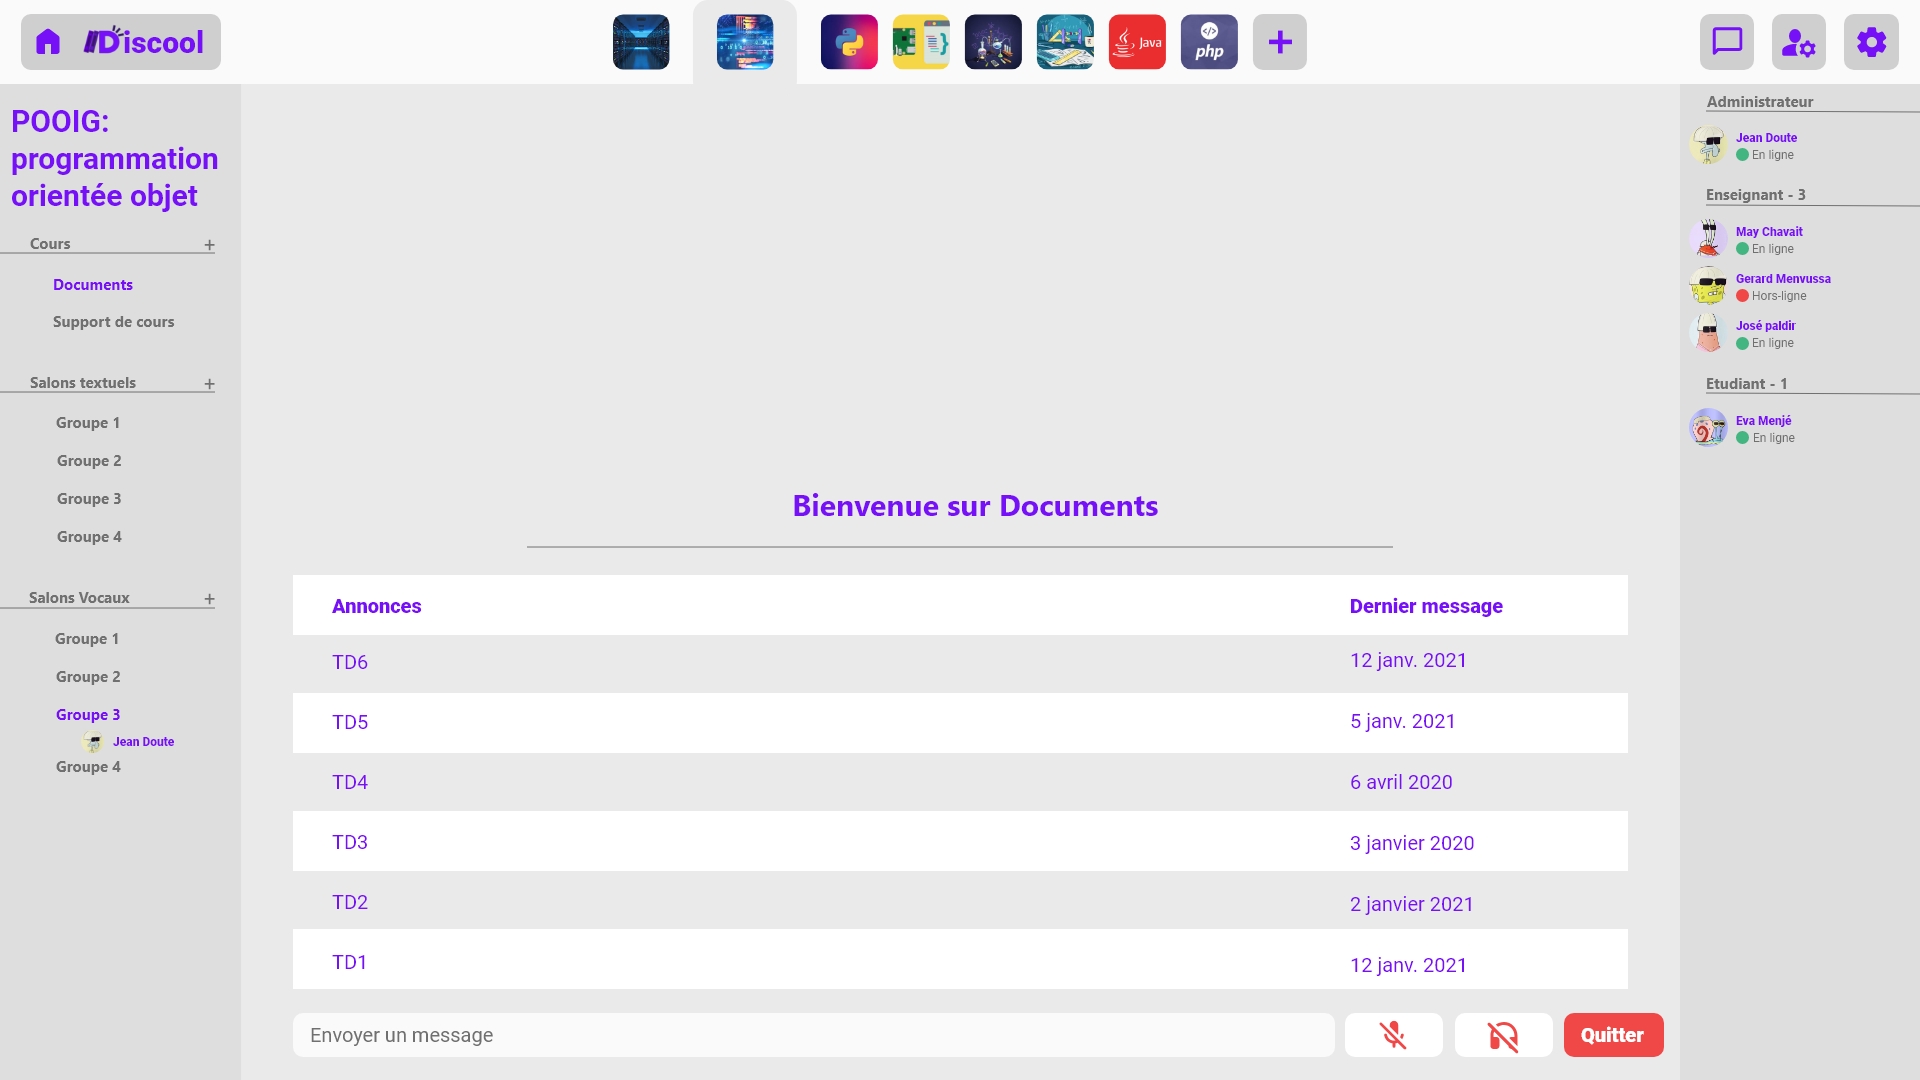 Discool
Java
php
+
POOIG:
programmation
orientée objet
Cours +
Documents
Support de cours
Salons textuels +
Groupe 1
Groupe 2
Groupe 3
Groupe 4
Salons Vocaux +
Groupe 1
Groupe 2
Groupe 3
Jean Doute
Groupe 4
Bienvenue sur Documents
Annonces Dernier message
TD6 12 janv. 2021
TD5 5 janv. 2021
TD4 6 avril 2020
TD3 3 janvier 2020
TD2 2 janvier 2021
TD1 12 janv. 2021
Envoyer un message
Quitter
Administrateur
Jean Doute
En ligne
Enseignant - 3
May Chavait
En ligne
Gerard Menvussa
Hors-ligne
José paldir
En ligne
Etudiant - 1
Eva Menjé
En ligne